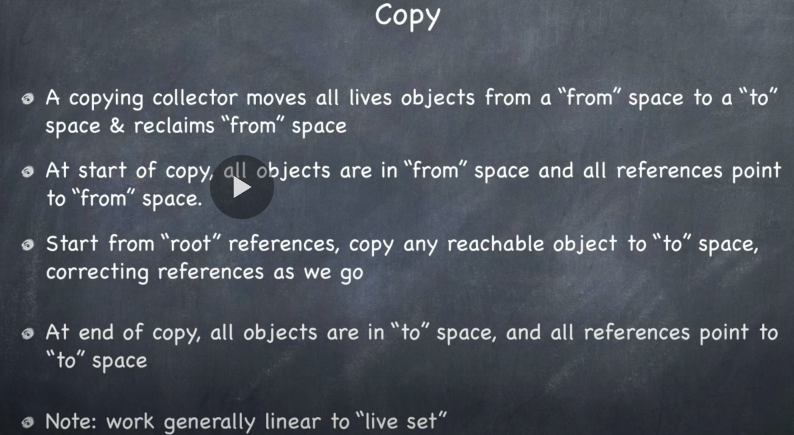 Copy
A copying collector moves all lives objects from a “from” space to a “to”
space & reclaims “from” space
At start of copy, all objects are in “from” space and all references point
to “from” space.
Start from “root” references, copy any reachable object to “to” space,
correcting references as we go
At end of copy, all objects are in “to” space, and all references point to
“to” space
Note: work generally linear to “live set”